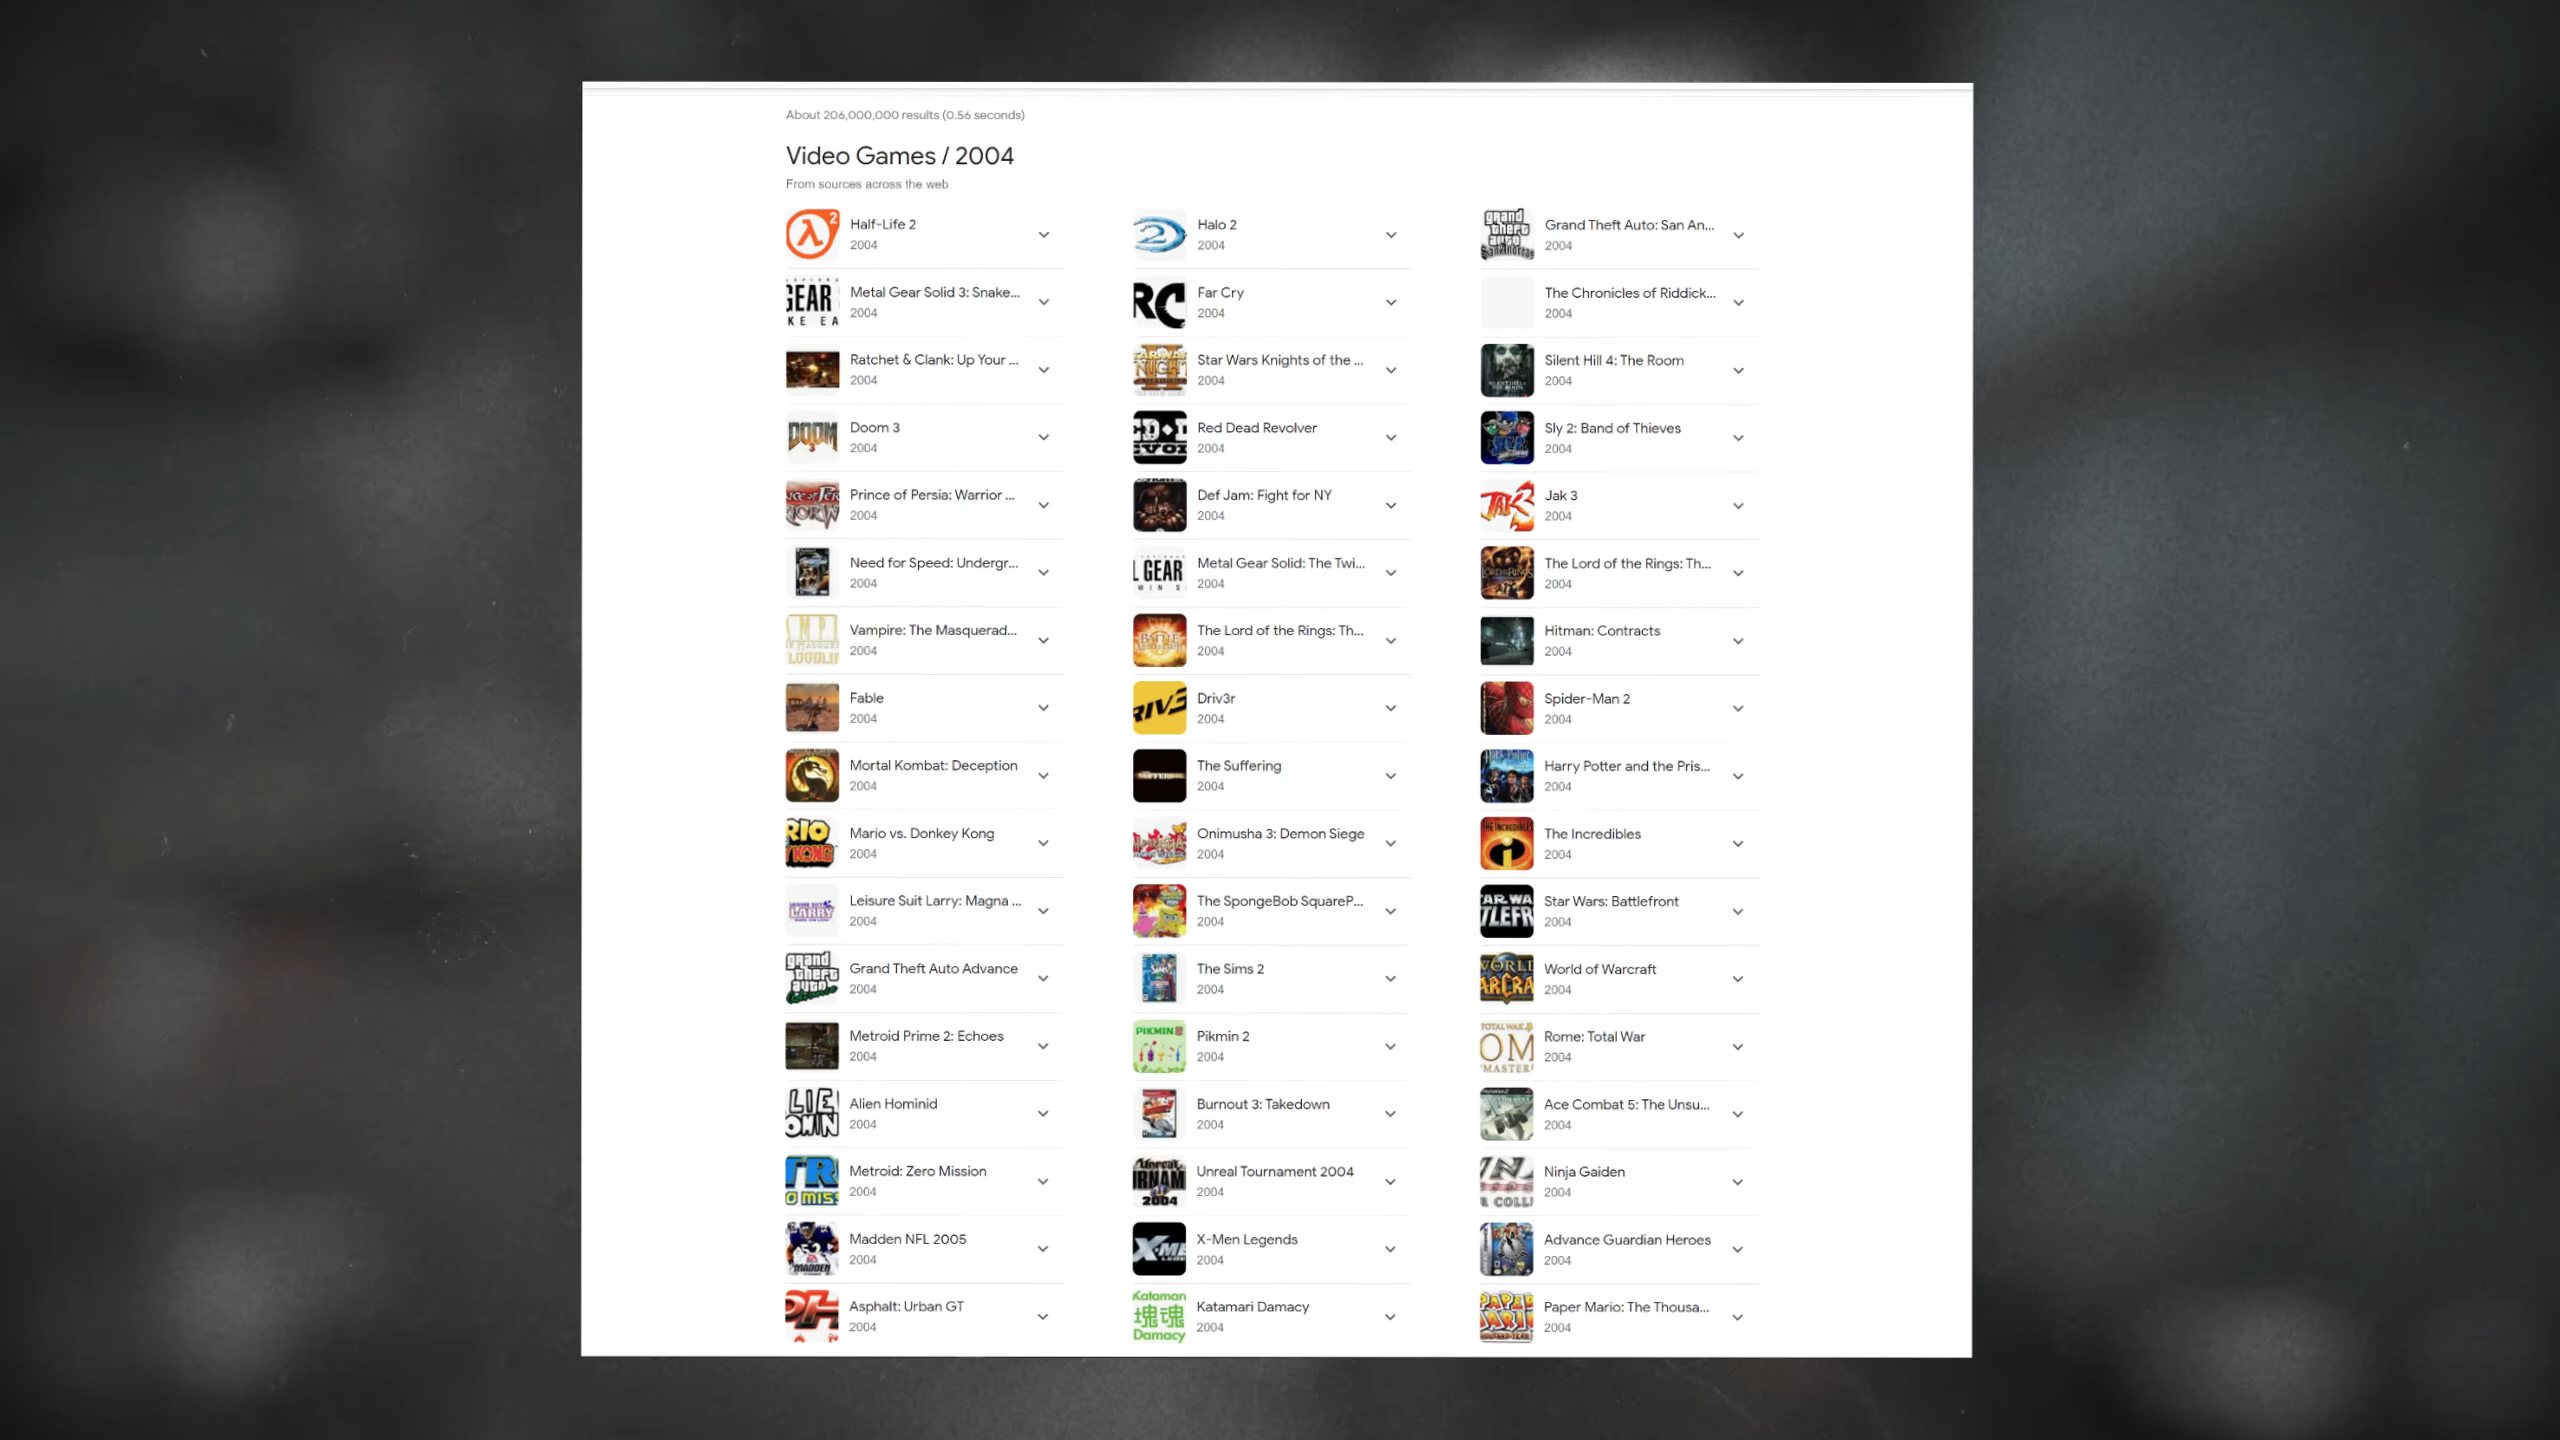 About 206,000,000 results (0.56 seconds)
Video Games / 2004
From sources across the web
Half-Life 2
2004
Halo 2
2004
Grand Theft Auto: San An...
2004
Metal Gear Solid 3: Snake...
2004
Far Cry
2004
The Chronicles of Riddick...
2004
Ratchet & Clank: Up Your ...
2004
Star Wars Knights of the ...
2004
Silent Hill 4: The Room
2004
Doom 3
2004
Red Dead Revolver
2004
Sly 2: Band of Thieves
2004
Prince of Persia: Warrior ...
2004
Def Jam: Fight for NY
2004
Jak 3
2004
Need for Speed: Undergr...
2004
Metal Gear Solid: The Twi...
2004
The Lord of the Rings: Th...
2004
Vampire: The Masquerad...
2004
The Lord of the Rings: Th...
2004
Hitman: Contracts
2004
Fable
2004
Driv3r
2004
Spider-Man 2
2004
Mortal Kombat: Deception
2004
The Suffering
2004
Harry Potter and the Pris...
2004
Mario vs. Donkey Kong
2004
Onimusha 3: Demon Siege
2004
The Incredibles
2004
Leisure Suit Larry: Magna ...
2004
The SpongeBob SquareP...
2004
Star Wars: Battlefront
2004
Grand Theft Auto Advance
2004
The Sims 2
2004
World of Warcraft
2004
Metroid Prime 2: Echoes
2004
Pikmin 2
2004
Rome: Total War
2004
Alien Hominid
2004
Burnout 3: Takedown
2004
Ace Combat 5: The Unsu...
2004
Metroid: Zero Mission
2004
Unreal Tournament 2004
2004
Ninja Gaiden
2004
Madden NFL 2005
2004
X-Men Legends
2004
Advance Guardian Heroes
2004
Asphalt: Urban GT
2004
Katamari Damacy
2004
Paper Mario: The Thousa...
2004